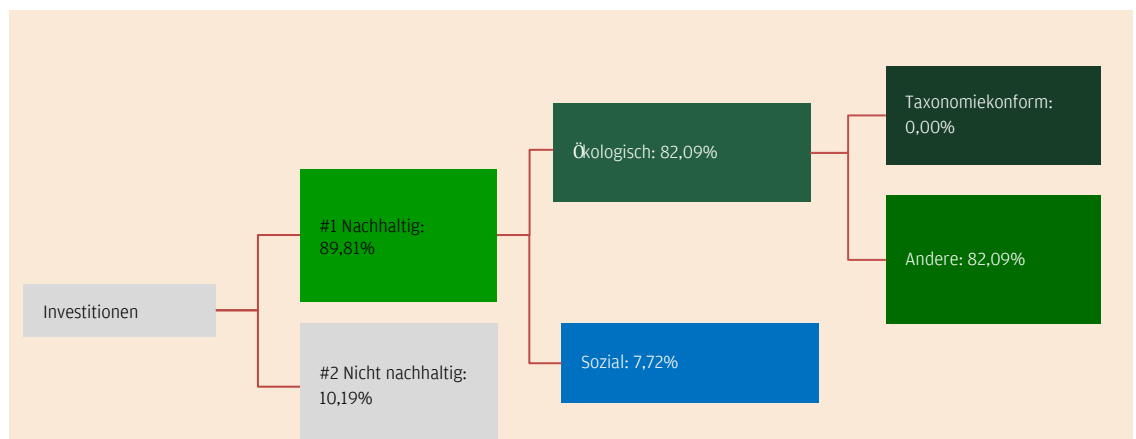 Investitionen
#1 Nachhaltig:
89,81%
#2 Nicht nachhaltig:
10,19%
Ökologisch: 82,09%
Sozial: 7,72%
Taxonomiekonform:
0,00%
Andere: 82,09%